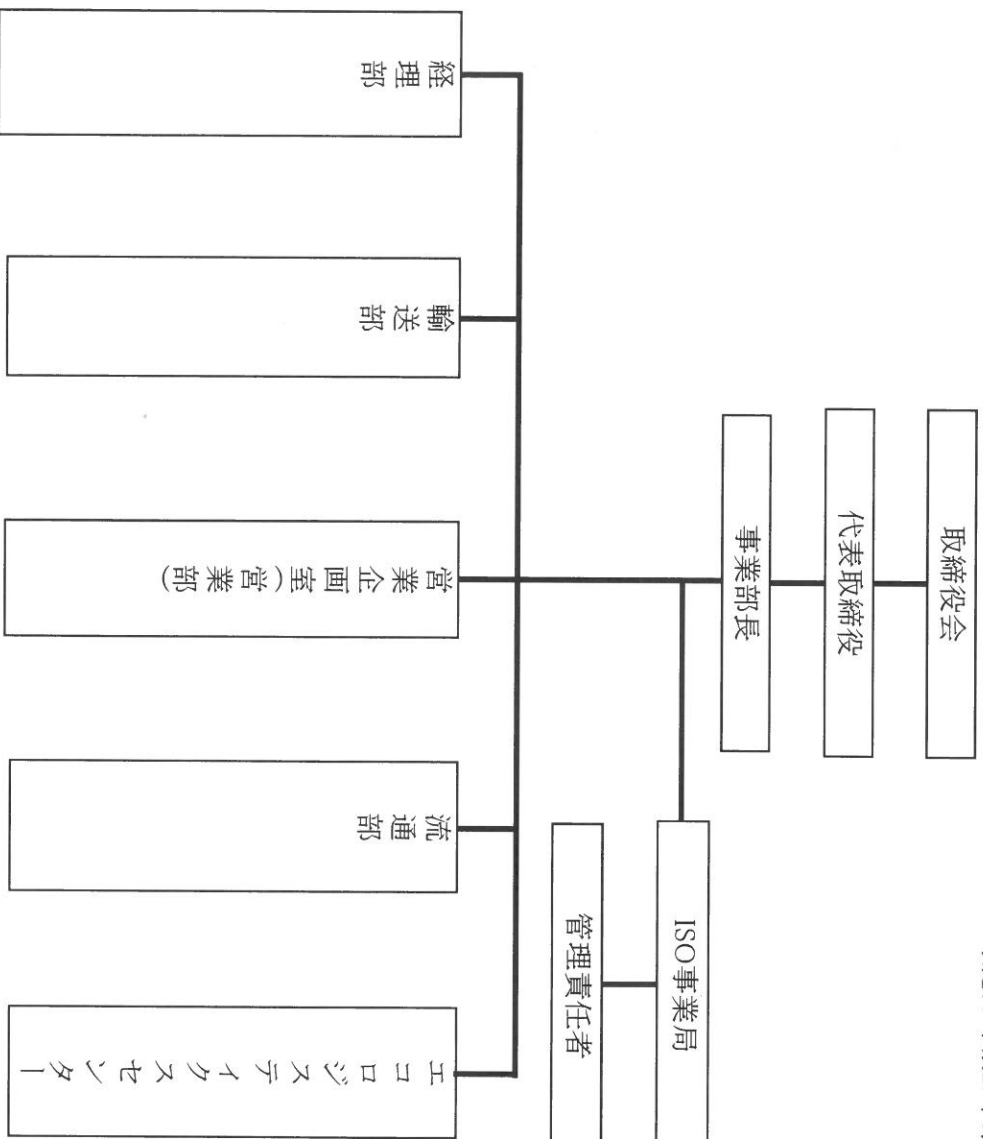 取締役会
代表取締役
事業部長
ISO事業局
管理責任者
経理部
輸送部
営業企画室(営業部)
流通部
エコロジスティクスセンター